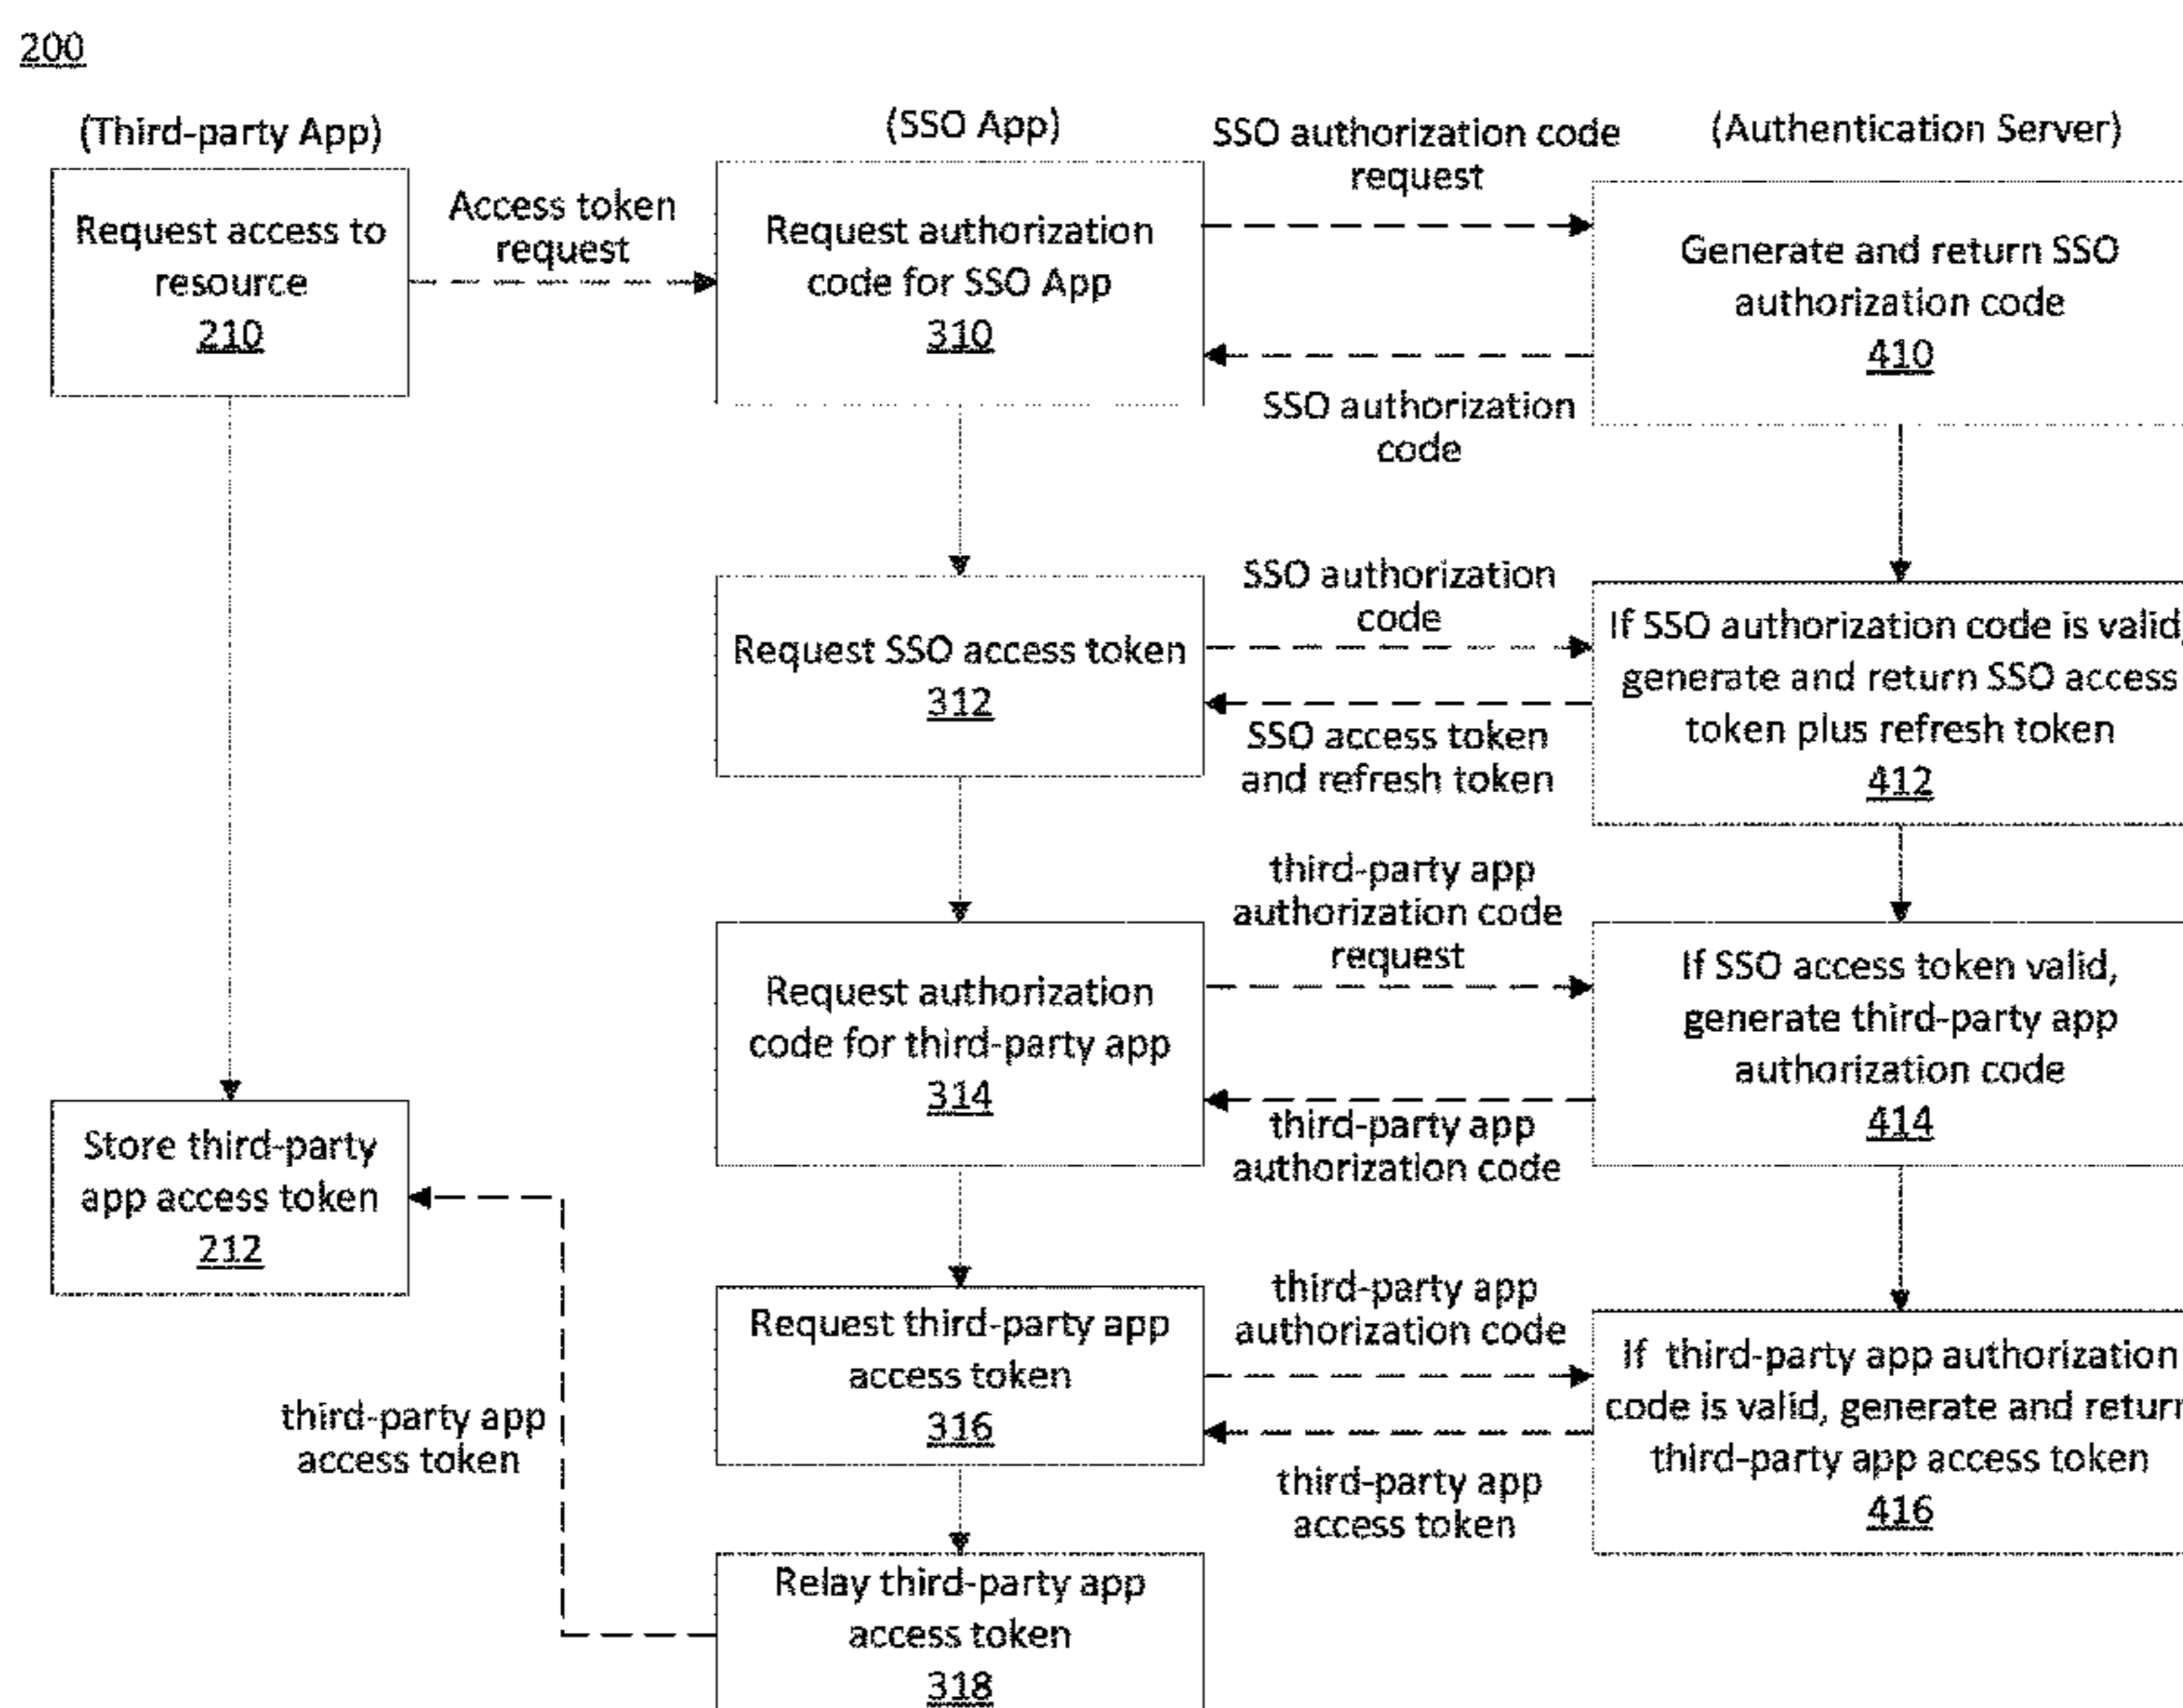 200
(Third-party App)
(SSO App)
SSO authorization code
request
(Authentication Server)
Request access to
resource
210
Access token
request
Request authorization
code for SSO App
310
Generate and return SSO
authorization code
410
SSO authorization
code
Request SSO access token
312
SSO authorization
code
SSO access token
and refresh token
If SSO authorization code is valid,
generate and return SSO access
token plus refresh token
412
Request authorization
code for third-party app
314
third-party app
authorization code
request
third-party app
authorization code
If SSO access token valid,
generate third-party app
authorization code
414
Store third-party
app access token
212
Request third-party app
access token
316
third-party app
authorization code
third-party app
access token
If third-party app authorization
code is valid, generate and return
third-party app access token
416
third-party app
access token
Relay third-party app
access token
318